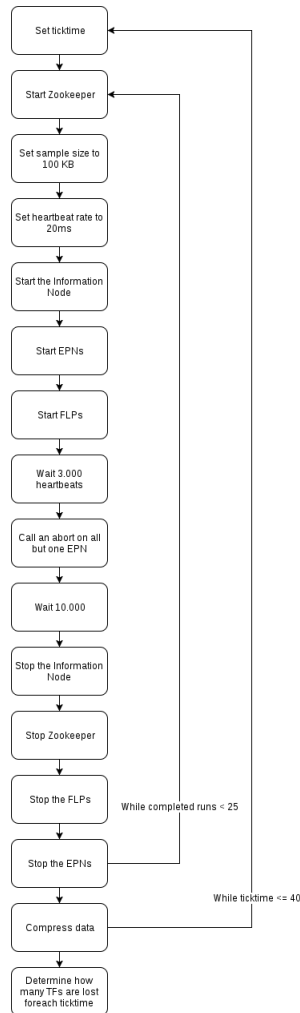 Set ticktime
Start Zookeeper
Set sample size to
100 KB
Set heartbeat rate to
20ms
Start the Information
Node
Start EPNs
Start FLPs
Wait 3.000
heartbeats
Call an abort on all
but one EPN
Wait 10.000
Stop the Information
Node
Stop Zookeeper
Stop the FLPs
While completed runs < 25
Stop the EPNs
While ticktime <= 40
Compress data
Determine how
many TFs are lost
foreach ticktime